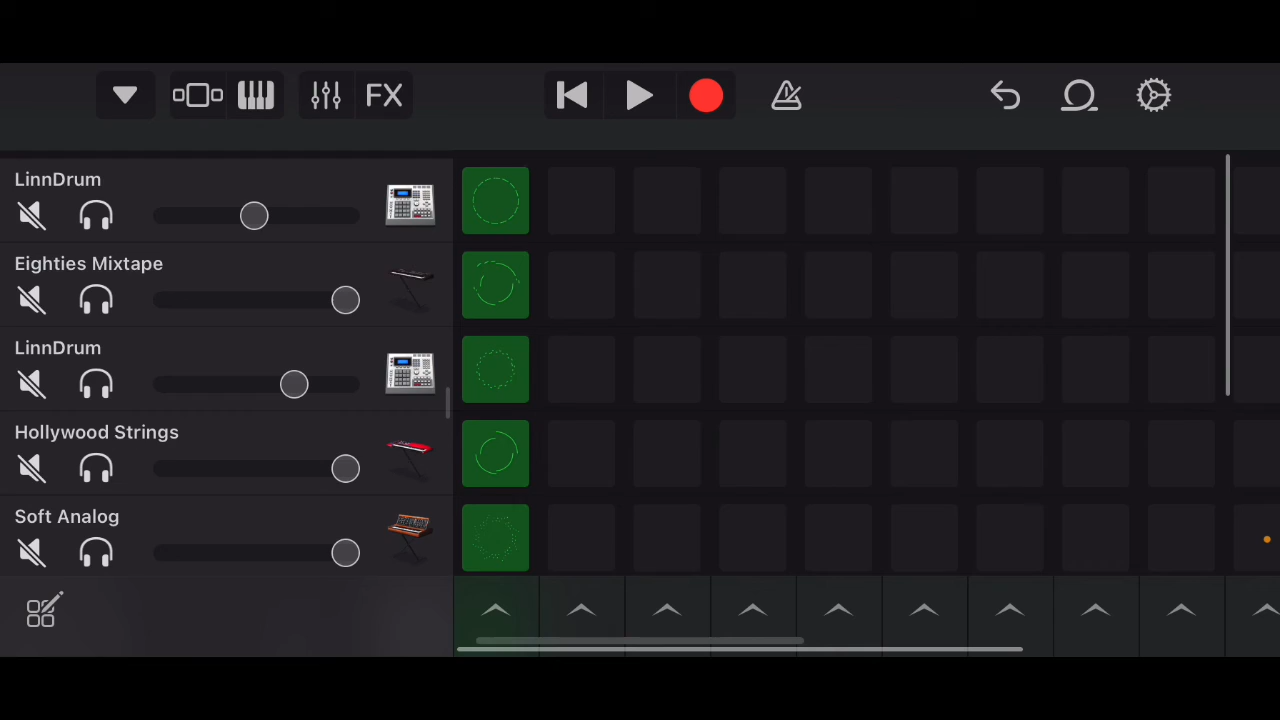 FX
LinnDrum
Eighties Mixtape
LinnDrum
Hollywood Strings
Soft Analog